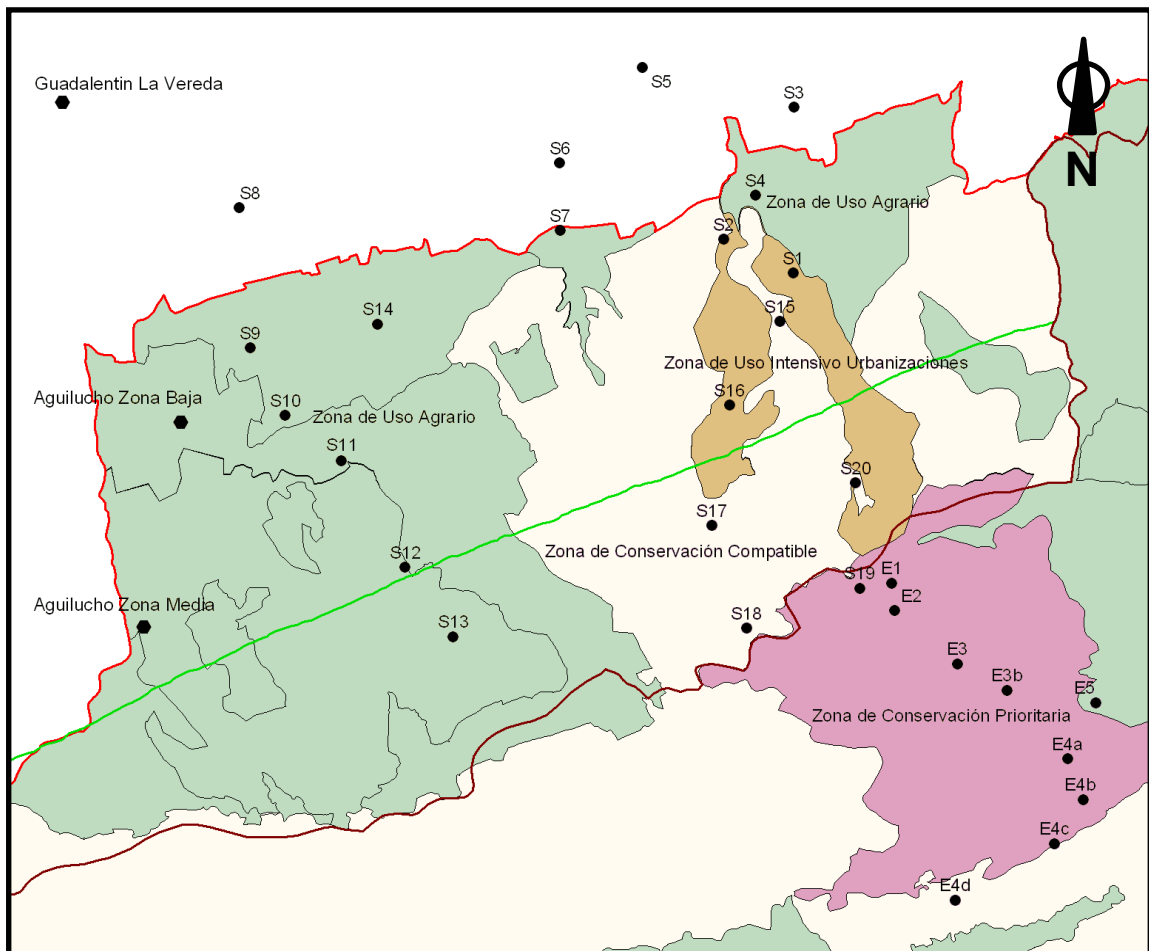 S5
Guadalentin La Vereda
S3
S6
S4
S8
Zona de Uso Agrario
N
S7
S2
S1
S15
S14
S9
Zona de Uso Intensivo Urbanizaciones
S16
Aguilucho Zona Baja
S10
Zona de Uso Agrario
S11
S20
S17
Zona de Conservación Compatible
S12
E1
S19
E2
Aguilucho Zona Media
S18
S13
E3
E3b
E5
Zona de Conservación Prioritaria
E4a
E4b
E4c
E4d